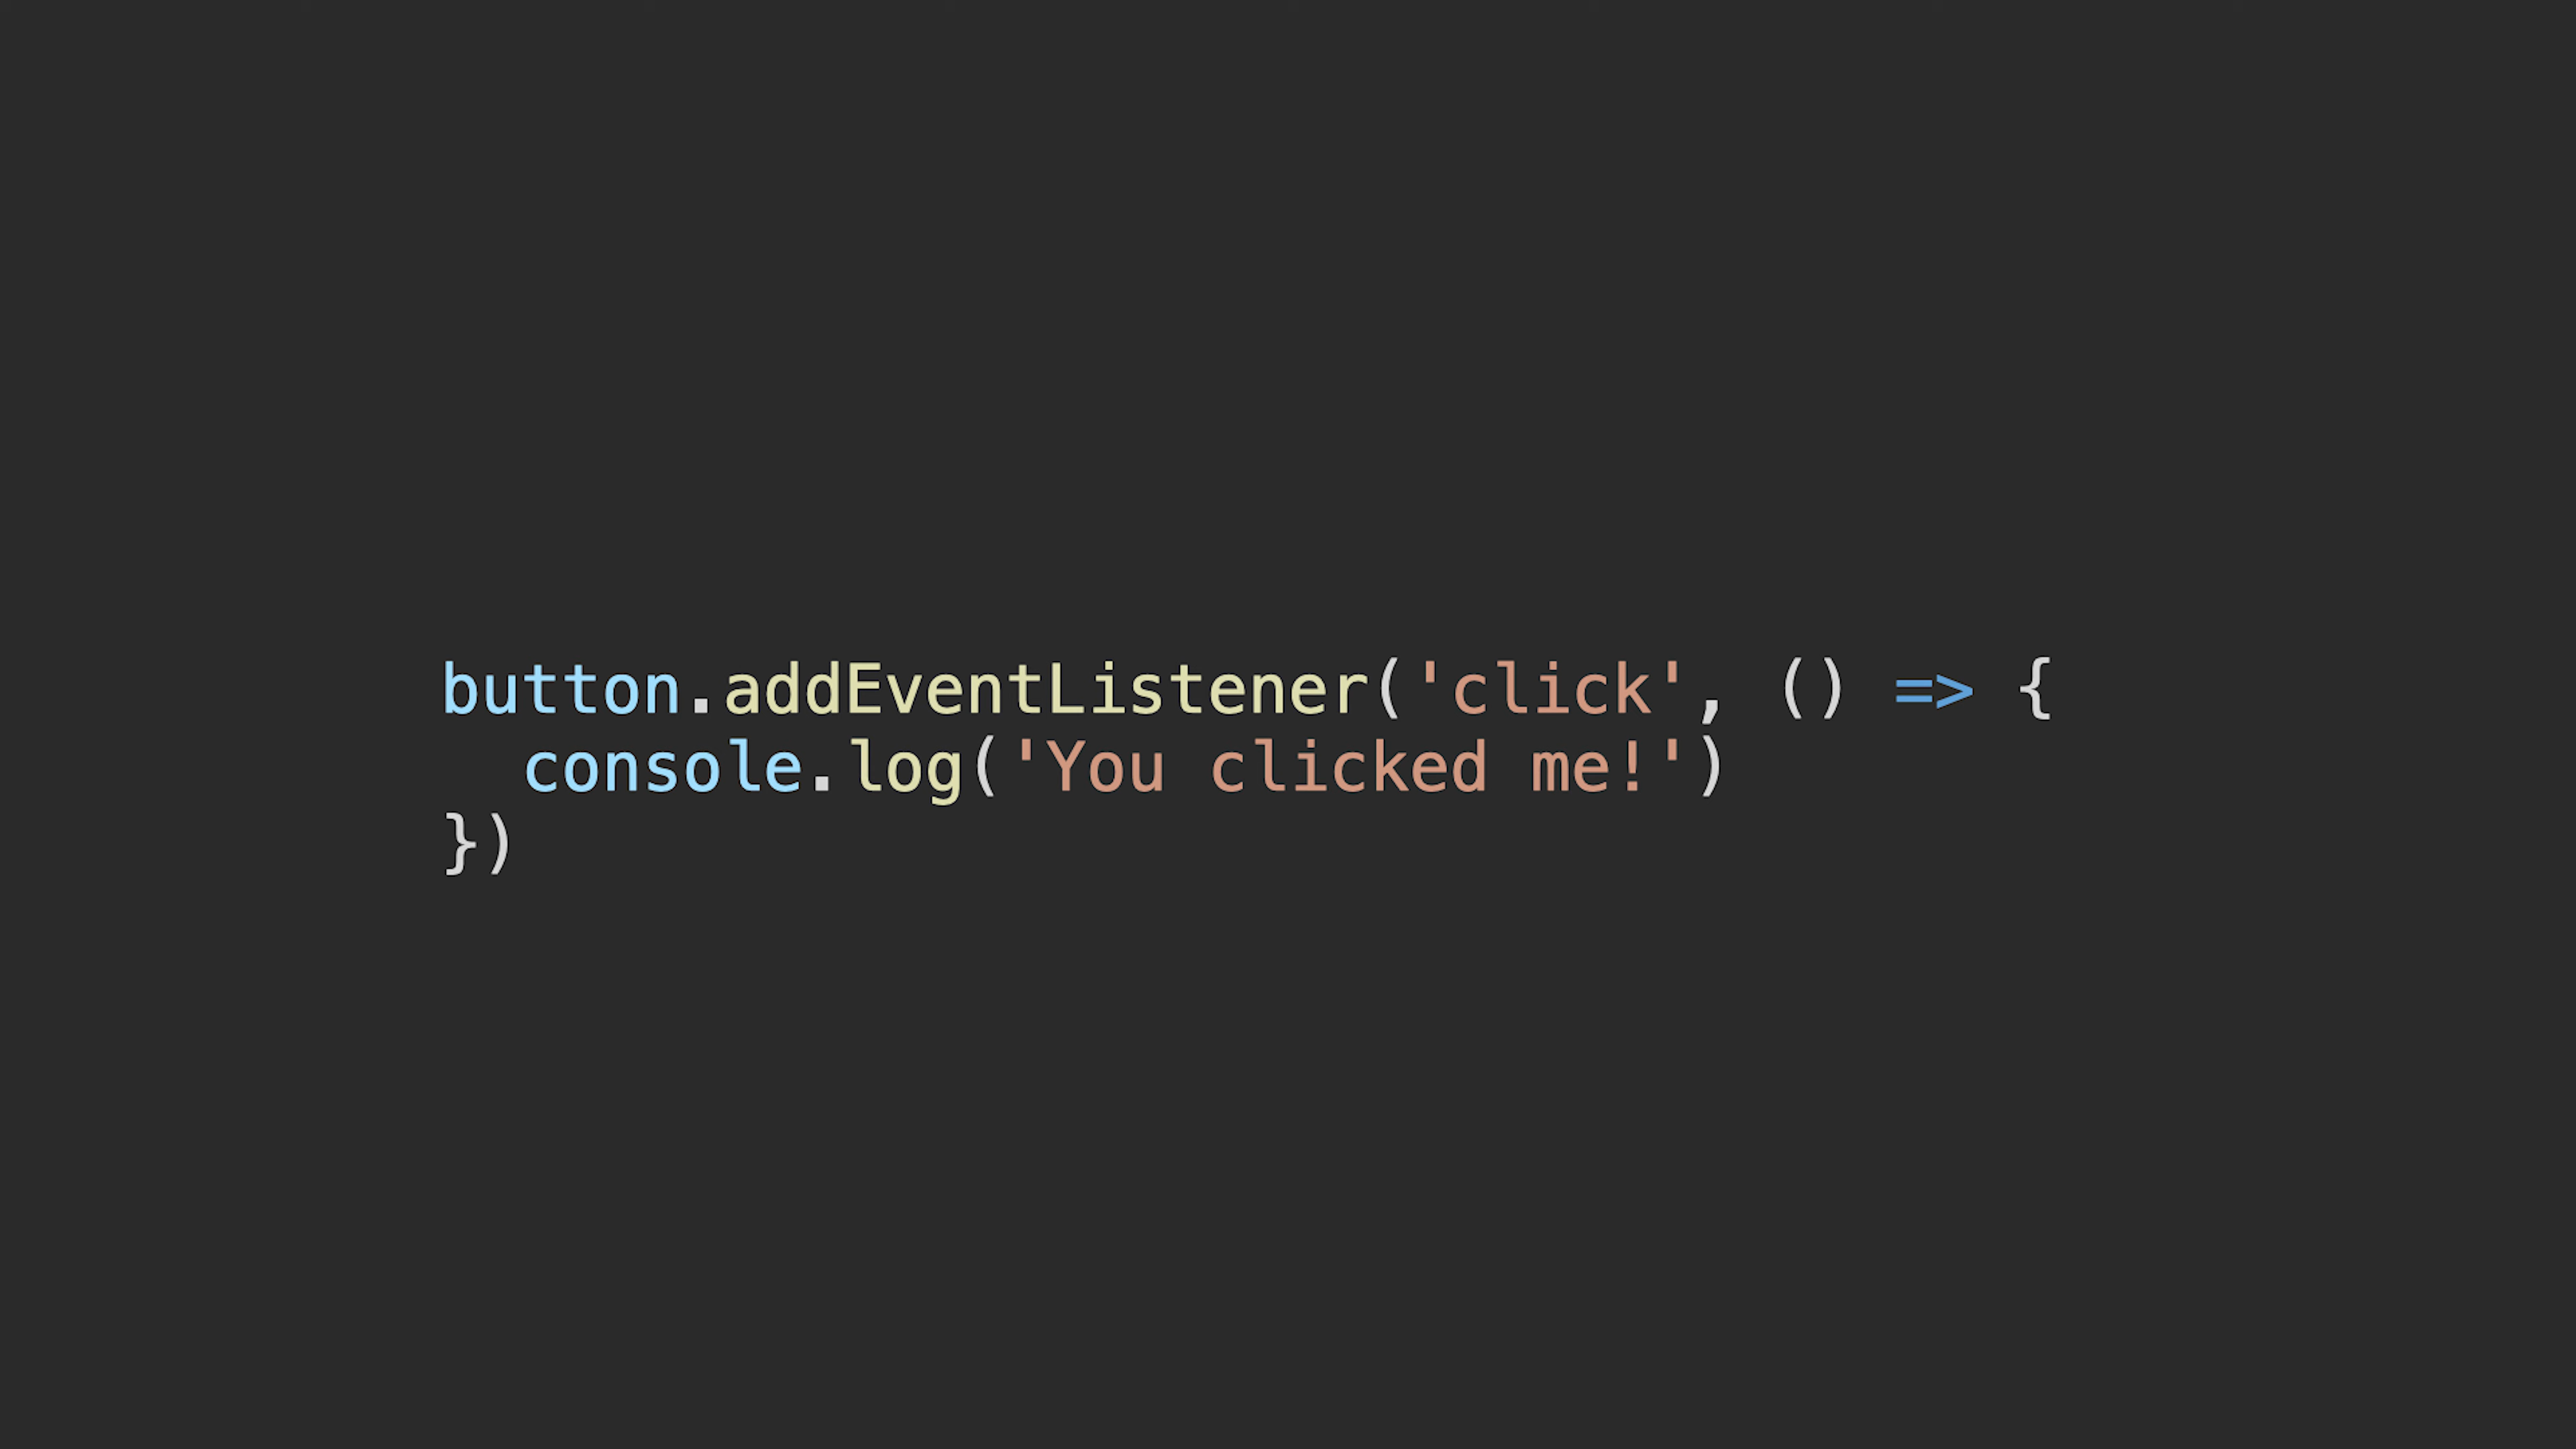 button.addEventListener('click', () => {
  console.log('You clicked me!')
})